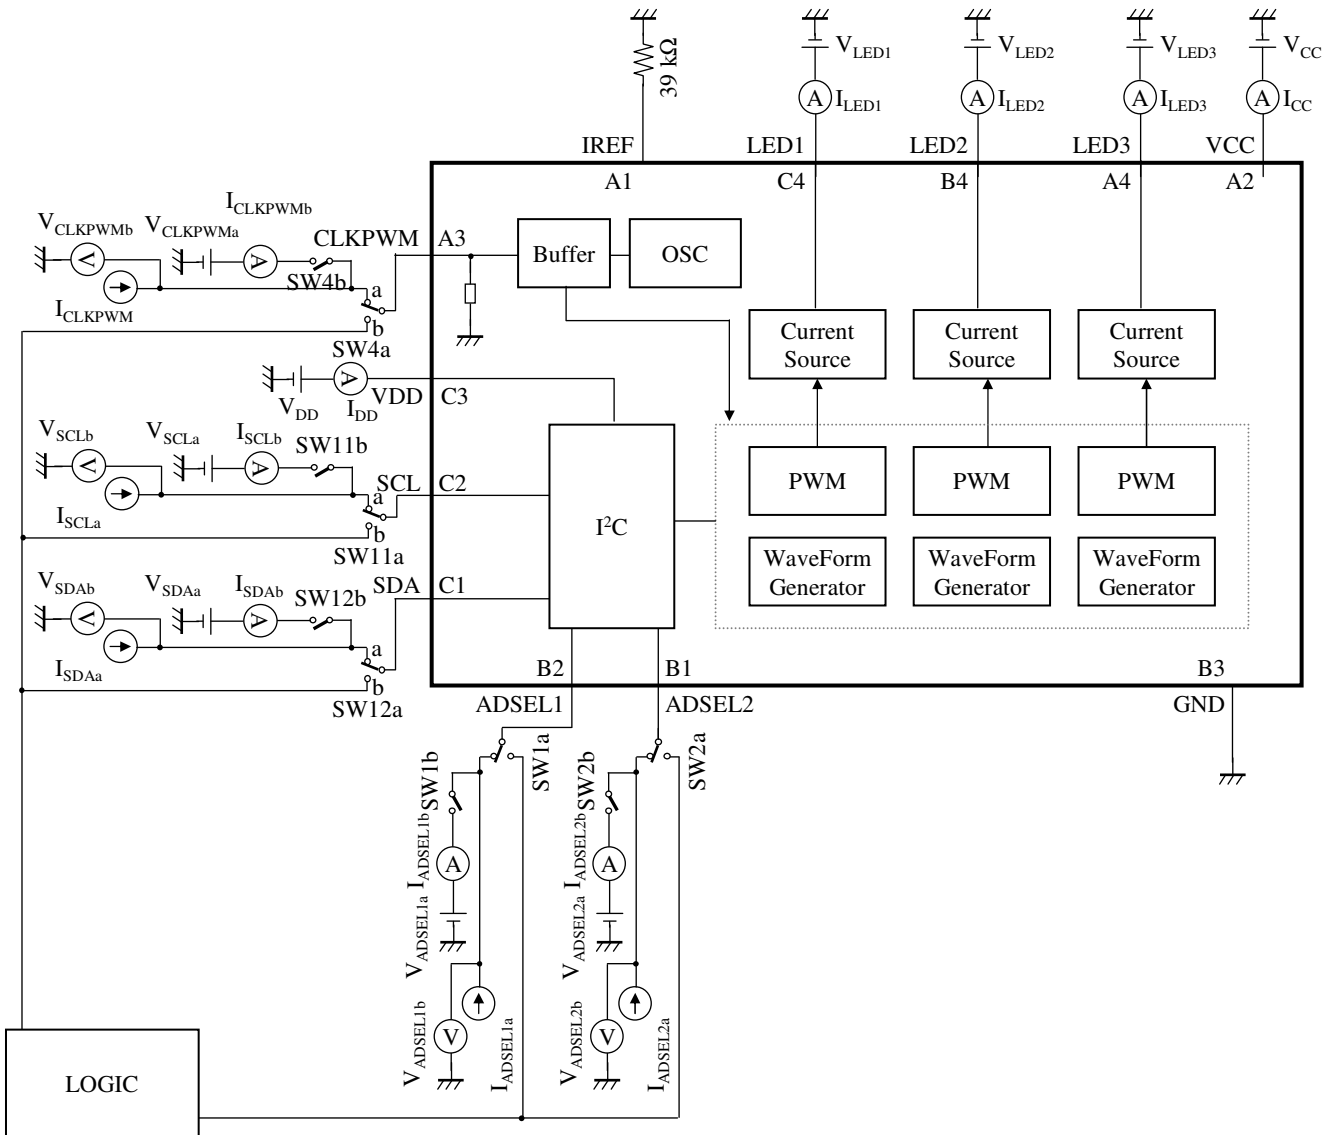 39 kΩ
V_LED1
V_LED2
V_LED3
V_CC
A I_LED1
A I_LED2
A I_LED3
A I_CC
IREF
LED1
LED2
LED3
VCC
A1
C4
B4
A4
A2
I_CLKPWMb
V_CLKPWMb
V_CLKPWMa
CLKPWM
A3
V
A
SW4b
I_CLKPWM
a
b
SW4a
Buffer
OSC
Current
Source
Current
Source
Current
Source
A
V_DD
I_DD
VDD
C3
V_SCLb
V_SCLa
I_SCLb
SW11b
V
A
SCL
C2
I_SCLa
a
b
SW11a
I²C
PWM
PWM
PWM
WaveForm
Generator
WaveForm
Generator
WaveForm
Generator
V_SDAb
V_SDAa
I_SDAb
SW12b
SDA
C1
V
A
I_SDAa
a
b
SW12a
B2
B1
B3
ADSEL1
ADSEL2
GND
SW1a
SW2a
SW1b
SW2b
I_ADSEL1b
A
I_ADSEL2b
A
V_ADSEL1a
V_ADSEL2a
V_ADSEL1b
V
I_ADSEL1a
V_ADSEL2b
V
I_ADSEL2a
LOGIC